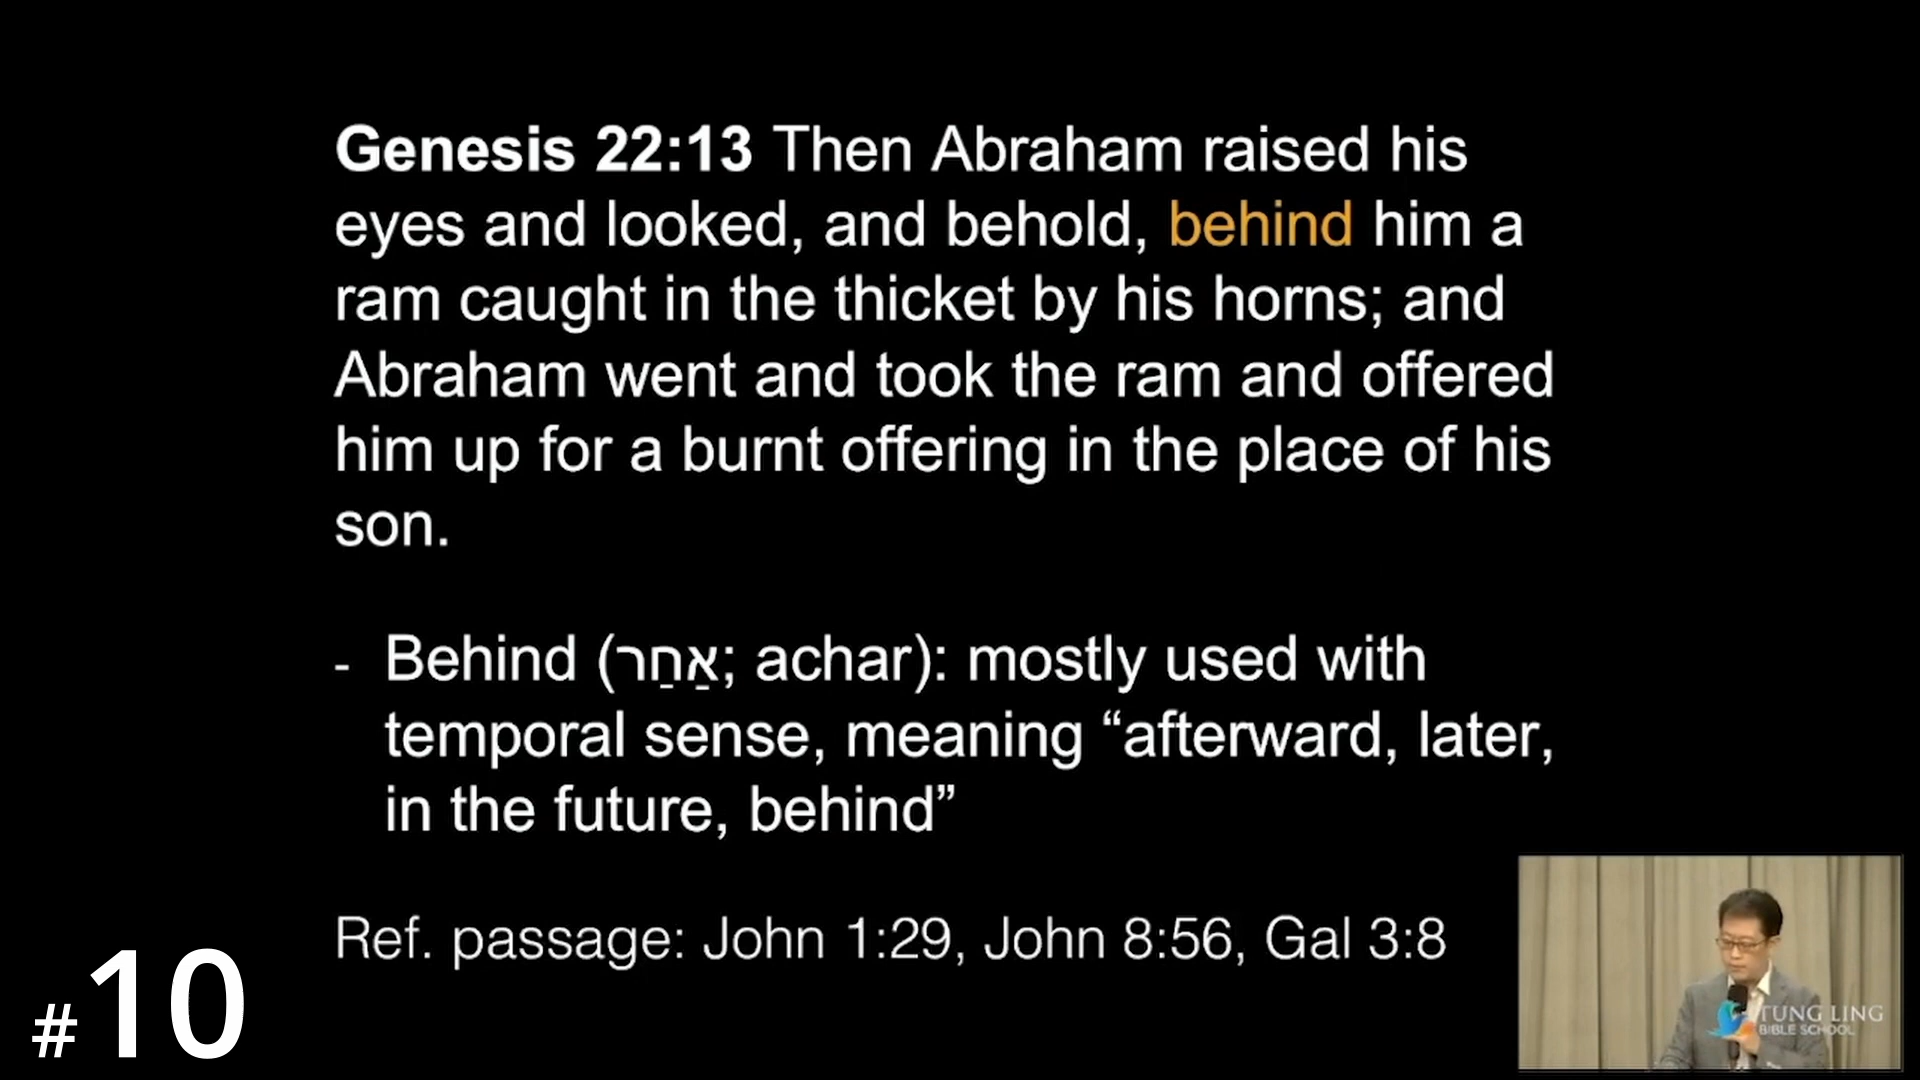 Genesis 22:13 Then Abraham raised his
eyes and looked, and behold, behind him a
ram caught in the thicket by his horns; and
Abraham went and took the ram and offered
him up for a burnt offering in the place of his
son.
- Behind (אַחַר; achar): mostly used with
temporal sense, meaning “afterward, later,
in the future, behind”
Ref. passage: John 1:29, John 8:56, Gal 3:8
#10
TUNG LING
BIBLE SCHOOL